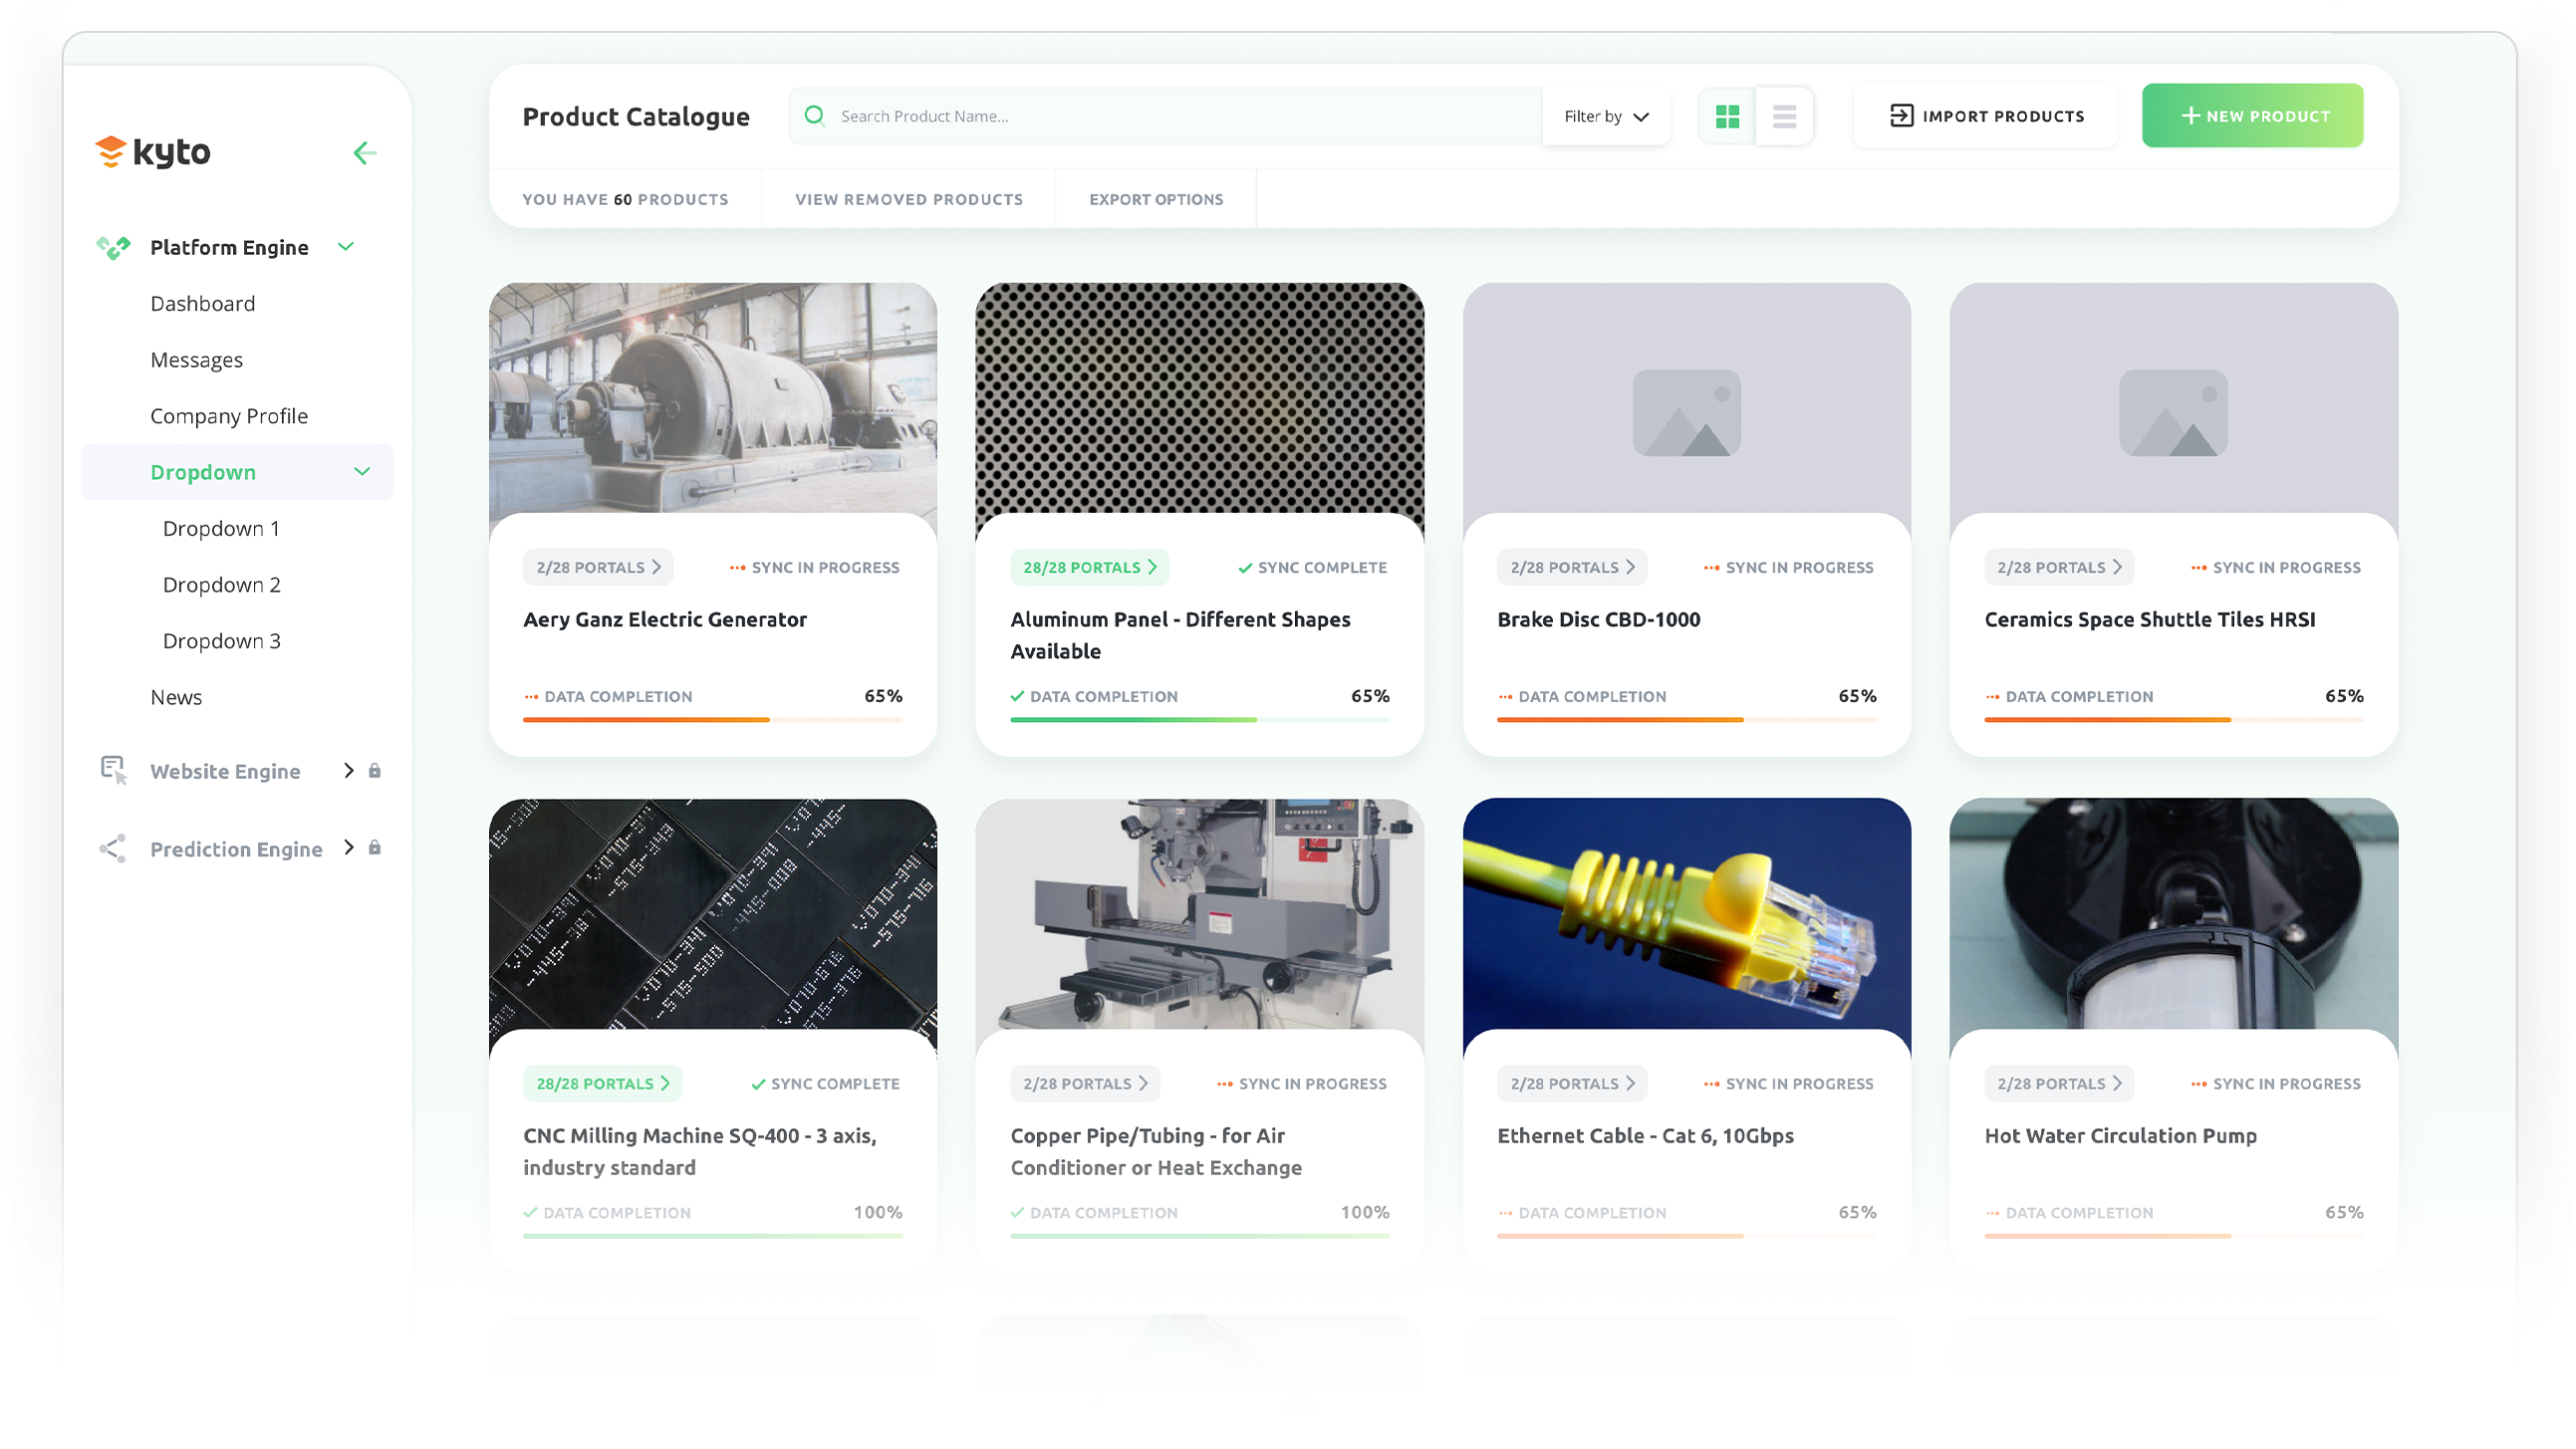 kyto
Platform Engine
Dashboard
Messages
Company Profile
Dropdown
Dropdown 1
Dropdown 2
Dropdown 3
News
Website Engine
Prediction Engine
Product Catalogue
Search Product Name...
Filter by
IMPORT PRODUCTS
NEW PRODUCT
YOU HAVE 60 PRODUCTS
VIEW REMOVED PRODUCTS
EXPORT OPTIONS
2/28 PORTALS
SYNC IN PROGRESS
Aery Ganz Electric Generator
DATA COMPLETION 65%
28/28 PORTALS
SYNC COMPLETE
Aluminum Panel - Different Shapes
Available
DATA COMPLETION 65%
2/28 PORTALS
SYNC IN PROGRESS
Brake Disc CBD-1000
DATA COMPLETION 65%
2/28 PORTALS
SYNC IN PROGRESS
Ceramics Space Shuttle Tiles HRSI
DATA COMPLETION 65%
28/28 PORTALS
SYNC COMPLETE
CNC Milling Machine SQ-400 - 3 axis,
industry standard
DATA COMPLETION 100%
2/28 PORTALS
SYNC IN PROGRESS
Copper Pipe/Tubing - for Air
Conditioner or Heat Exchange
DATA COMPLETION 100%
2/28 PORTALS
SYNC IN PROGRESS
Ethernet Cable - Cat 6, 10Gbps
DATA COMPLETION 65%
2/28 PORTALS
SYNC IN PROGRESS
Hot Water Circulation Pump
DATA COMPLETION 65%